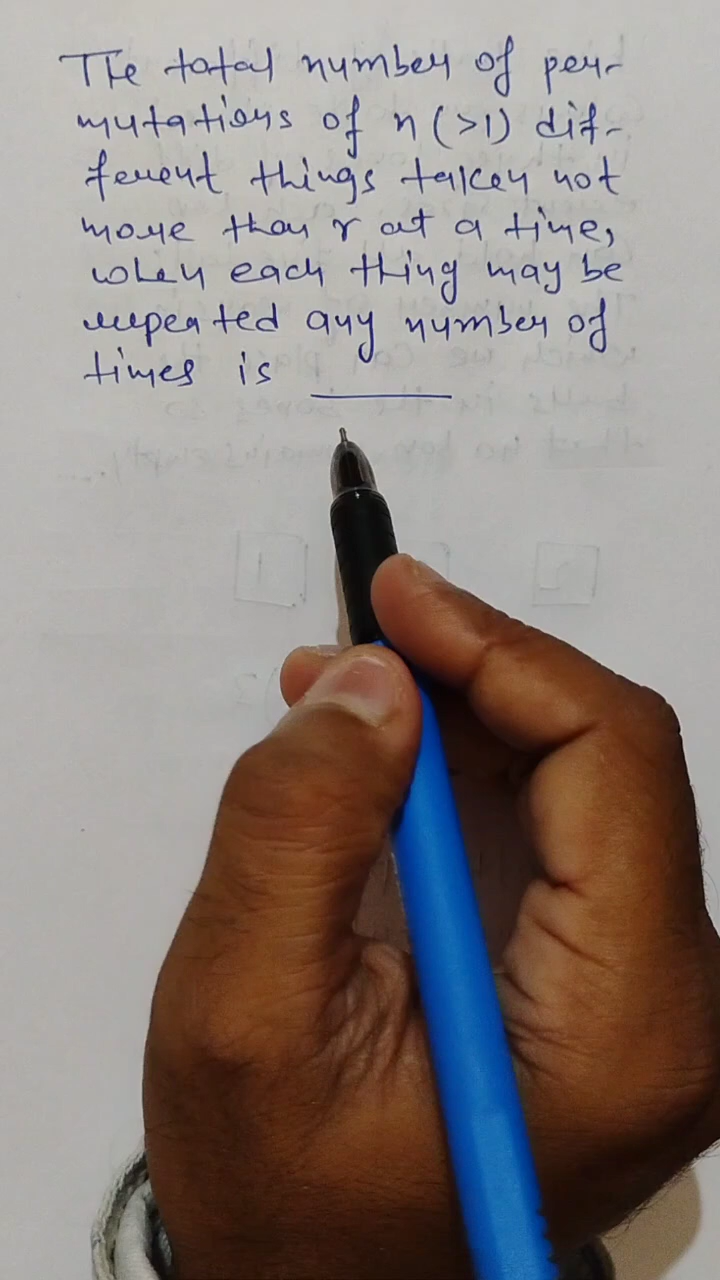 The total number of per-
mutations of n (>1) dif-
ferent things taken not
more than r at a time,
when each thing may be
repeated any number of
times is ______